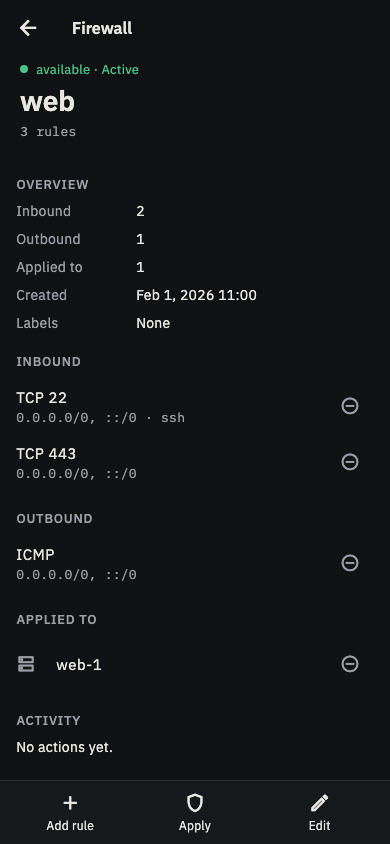 Firewall
available · Active
web
3 rules
OVERVIEW
Inbound 2
Outbound 1
Applied to 1
Created Feb 1, 2026 11:00
Labels None
INBOUND
TCP 22
0.0.0.0/0, ::/0 · ssh
TCP 443
0.0.0.0/0, ::/0
OUTBOUND
ICMP
0.0.0.0/0, ::/0
APPLIED TO
web-1
ACTIVITY
No actions yet.
Add rule Apply Edit